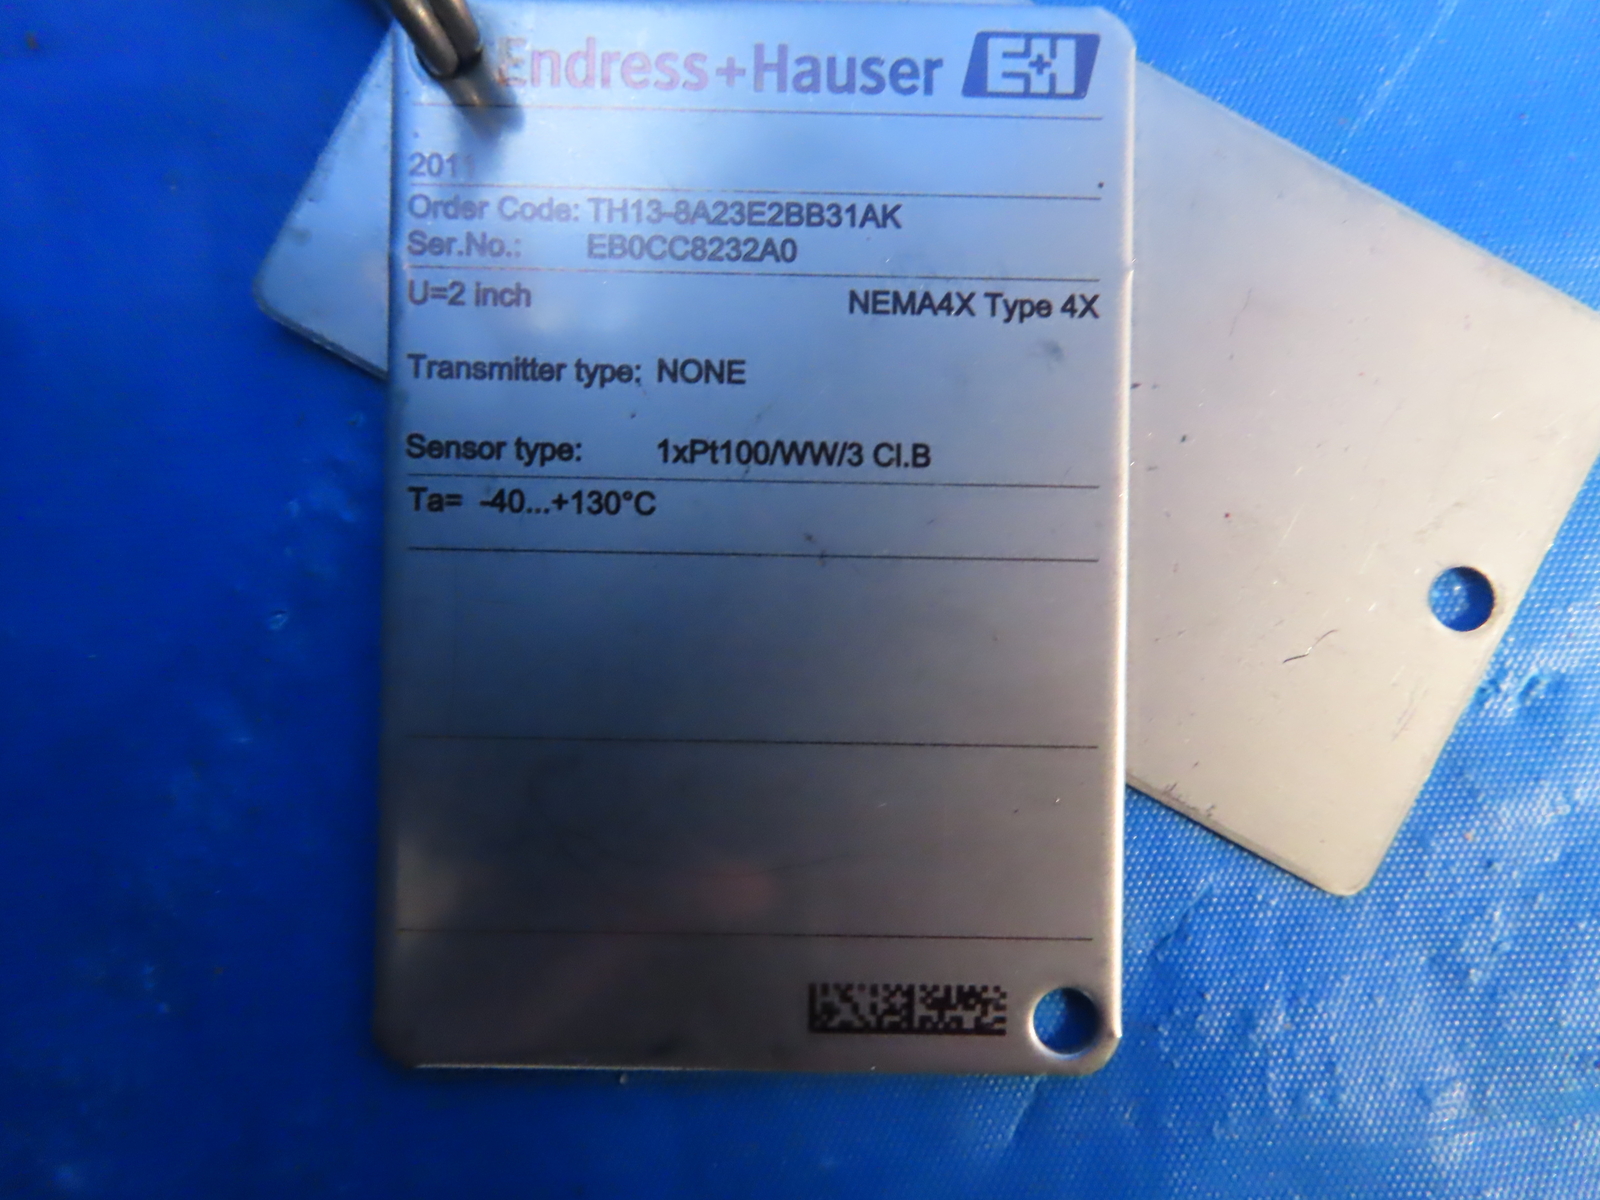 Endress+Hauser E+H
2011
Order Code: TH13-8A23E2BB31AK
Ser.No.: EB0CC8232A0
U=2 inch NEMA4X Type 4X
Transmitter type: NONE
Sensor type: 1xPt100/WW/3 Cl.B
Ta= -40...+130°C